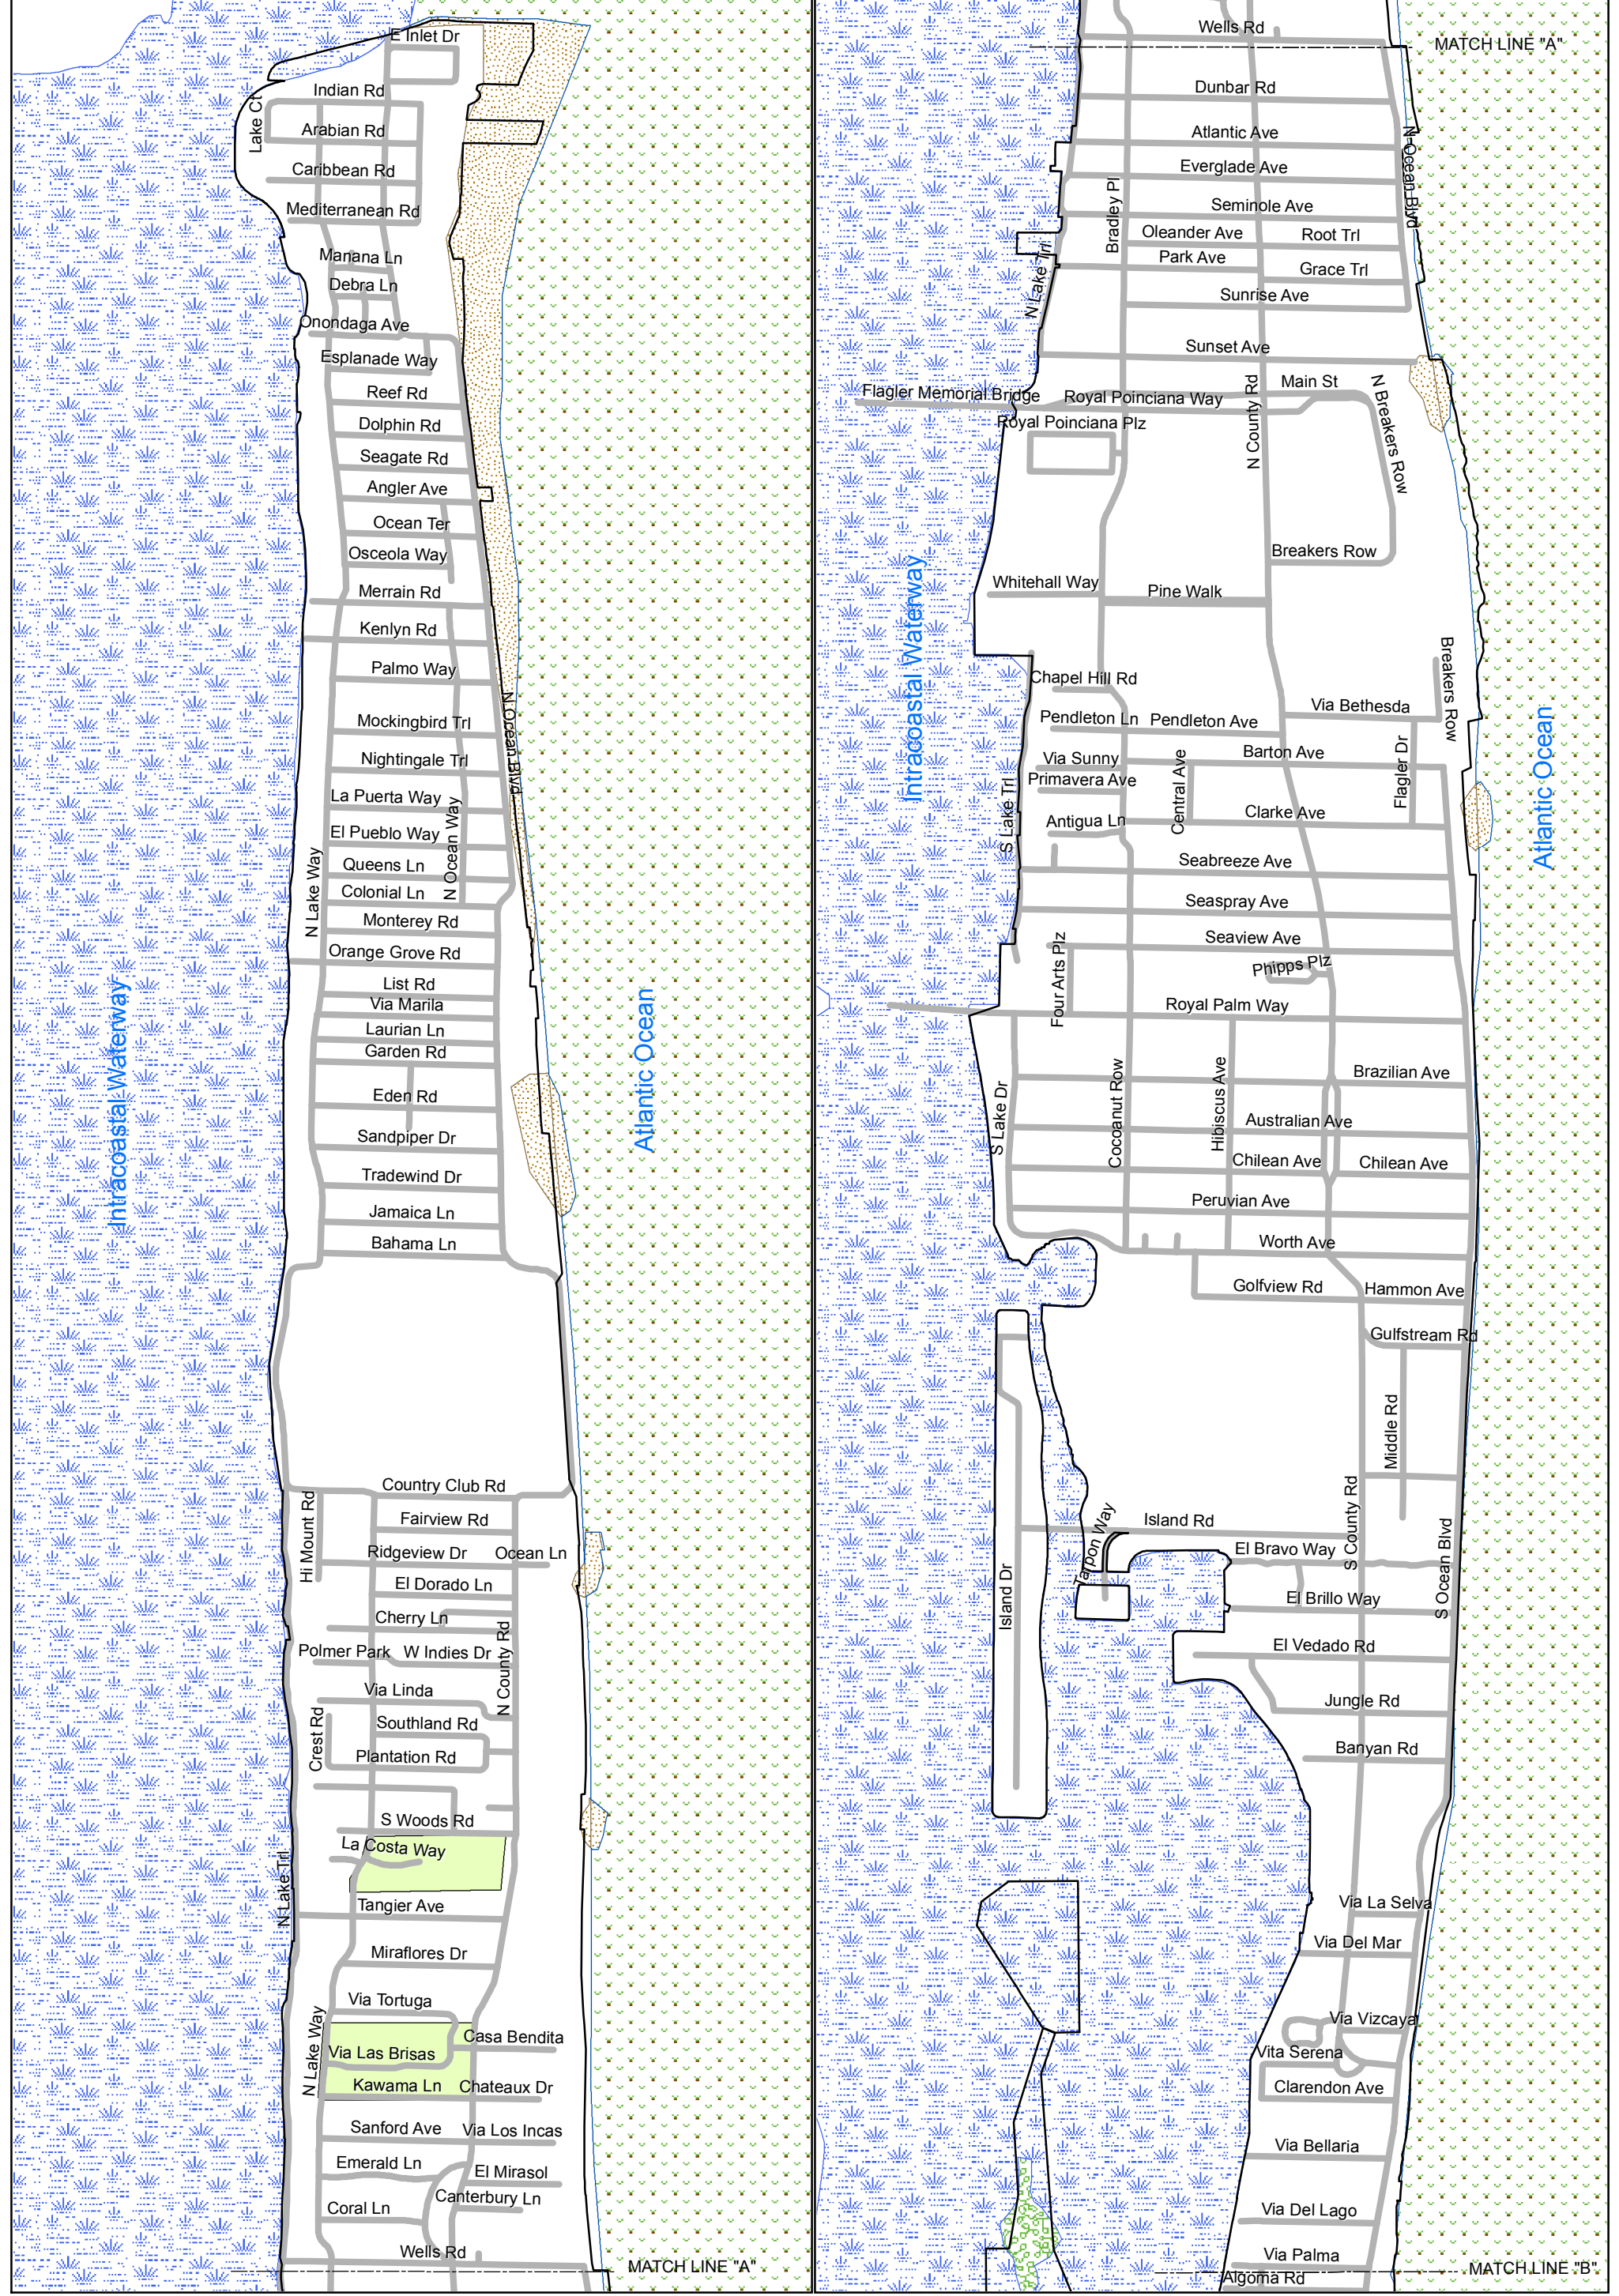 E Inlet Dr
Indian Rd
Lake Ct
Arabian Rd
Caribbean Rd
Mediterranean Rd
Manana Ln
Debra Ln
Onondaga Ave
Esplanade Way
Reef Rd
Dolphin Rd
Seagate Rd
Angler Ave
Ocean Ter
Osceola Way
Merrain Rd
Kenlyn Rd
Palmo Way
N Ocean Blvd
Mockingbird Trl
Nightingale Trl
La Puerta Way
N Ocean Way
El Pueblo Way
Queens Ln
N Lake Way
Colonial Ln
Monterey Rd
Orange Grove Rd
List Rd
Via Marila
Intracoastal Waterway
Atlantic Ocean
Laurian Ln
Garden Rd
Eden Rd
Sandpiper Dr
Tradewind Dr
Jamaica Ln
Bahama Ln
Country Club Rd
Hi Mount Rd
Fairview Rd
Ridgeview Dr
Ocean Ln
El Dorado Ln
Cherry Ln
N County Rd
Polmer Park
W Indies Dr
Via Linda
Crest Rd
Southland Rd
Plantation Rd
S Woods Rd
La Costa Way
N Lake Trl
Tangier Ave
Miraflores Dr
Via Tortuga
N Lake Way
Casa Bendita
Via Las Brisas
Kawama Ln
Chateaux Dr
Sanford Ave
Via Los Incas
Emerald Ln
El Mirasol
Canterbury Ln
Coral Ln
Wells Rd
MATCH LINE "A"
Wells Rd
MATCH LINE "A"
Dunbar Rd
Atlantic Ave
N Ocean Blvd
Everglade Ave
Bradley Pl
Seminole Ave
Oleander Ave
Root Trl
Park Ave
Grace Trl
N Lake Trl
Sunrise Ave
Sunset Ave
Main St
Flagler Memorial Bridge
Royal Poinciana Way
N County Rd
N Breakers Row
Royal Poinciana Plz
Breakers Row
Intracoastal Waterway
Whitehall Way
Pine Walk
Chapel Hill Rd
Breakers Row
Via Bethesda
Pendleton Ln
Pendleton Ave
Barton Ave
Via Sunny
Flagler Dr
Primavera Ave
Central Ave
Atlantic Ocean
S Lake Trl
Clarke Ave
Antigua Ln
Seabreeze Ave
Seaspray Ave
Seaview Ave
Four Arts Plz
Phipps Plz
Royal Palm Way
Brazilian Ave
S Lake Dr
Cocoanut Row
Hibiscus Ave
Australian Ave
Chilean Ave
Chilean Ave
Peruvian Ave
Worth Ave
Golfview Rd
Hammon Ave
Gulfstream Rd
Middle Rd
Tarpon Way
Island Rd
S County Rd
El Bravo Way
S Ocean Blvd
Island Dr
El Brillo Way
El Vedado Rd
Jungle Rd
Banyan Rd
Via La Selva
Via Del Mar
Via Vizcaya
Vita Serena
Clarendon Ave
Via Bellaria
Via Del Lago
Via Palma
MATCH LINE "B"
Algoma Rd